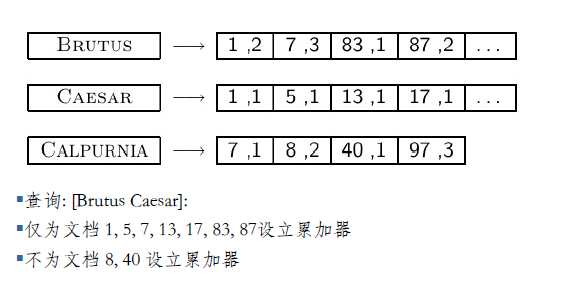 BRUTUS → 1 ,2 7 ,3 83 ,1 87 ,2 ...
CAESAR → 1 ,1 5 ,1 13 ,1 17 ,1 ...
CALPURNIA → 7 ,1 8 ,2 40 ,1 97 ,3
▪查询: [Brutus Caesar]:
▪仅为文档 1, 5, 7, 13, 17, 83, 87设立累加器
▪不为文档 8, 40 设立累加器